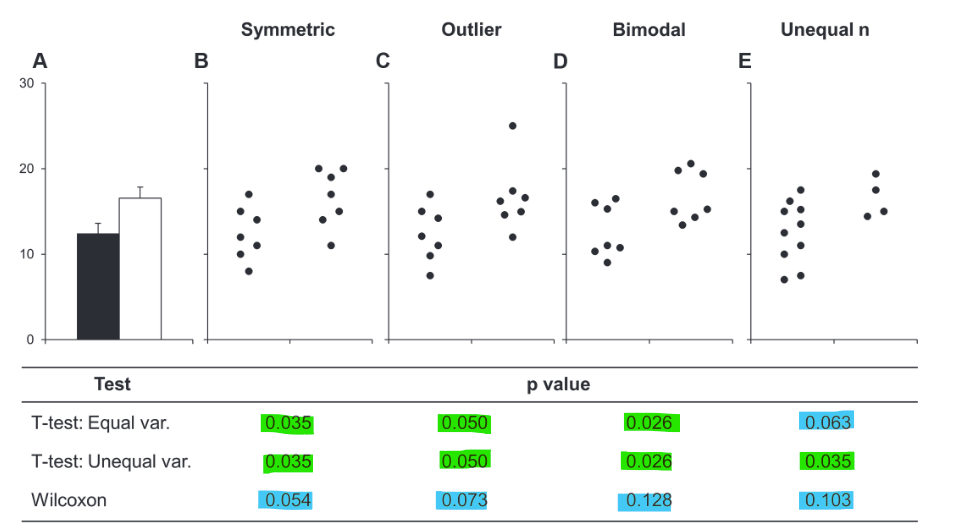 Symmetric Outlier Bimodal Unequal n
A B C D E
30
20
10
0
Test p value
T-test: Equal var. 0.035 0.050 0.026 0.063
T-test: Unequal var. 0.035 0.050 0.026 0.035
Wilcoxon 0.054 0.073 0.128 0.103